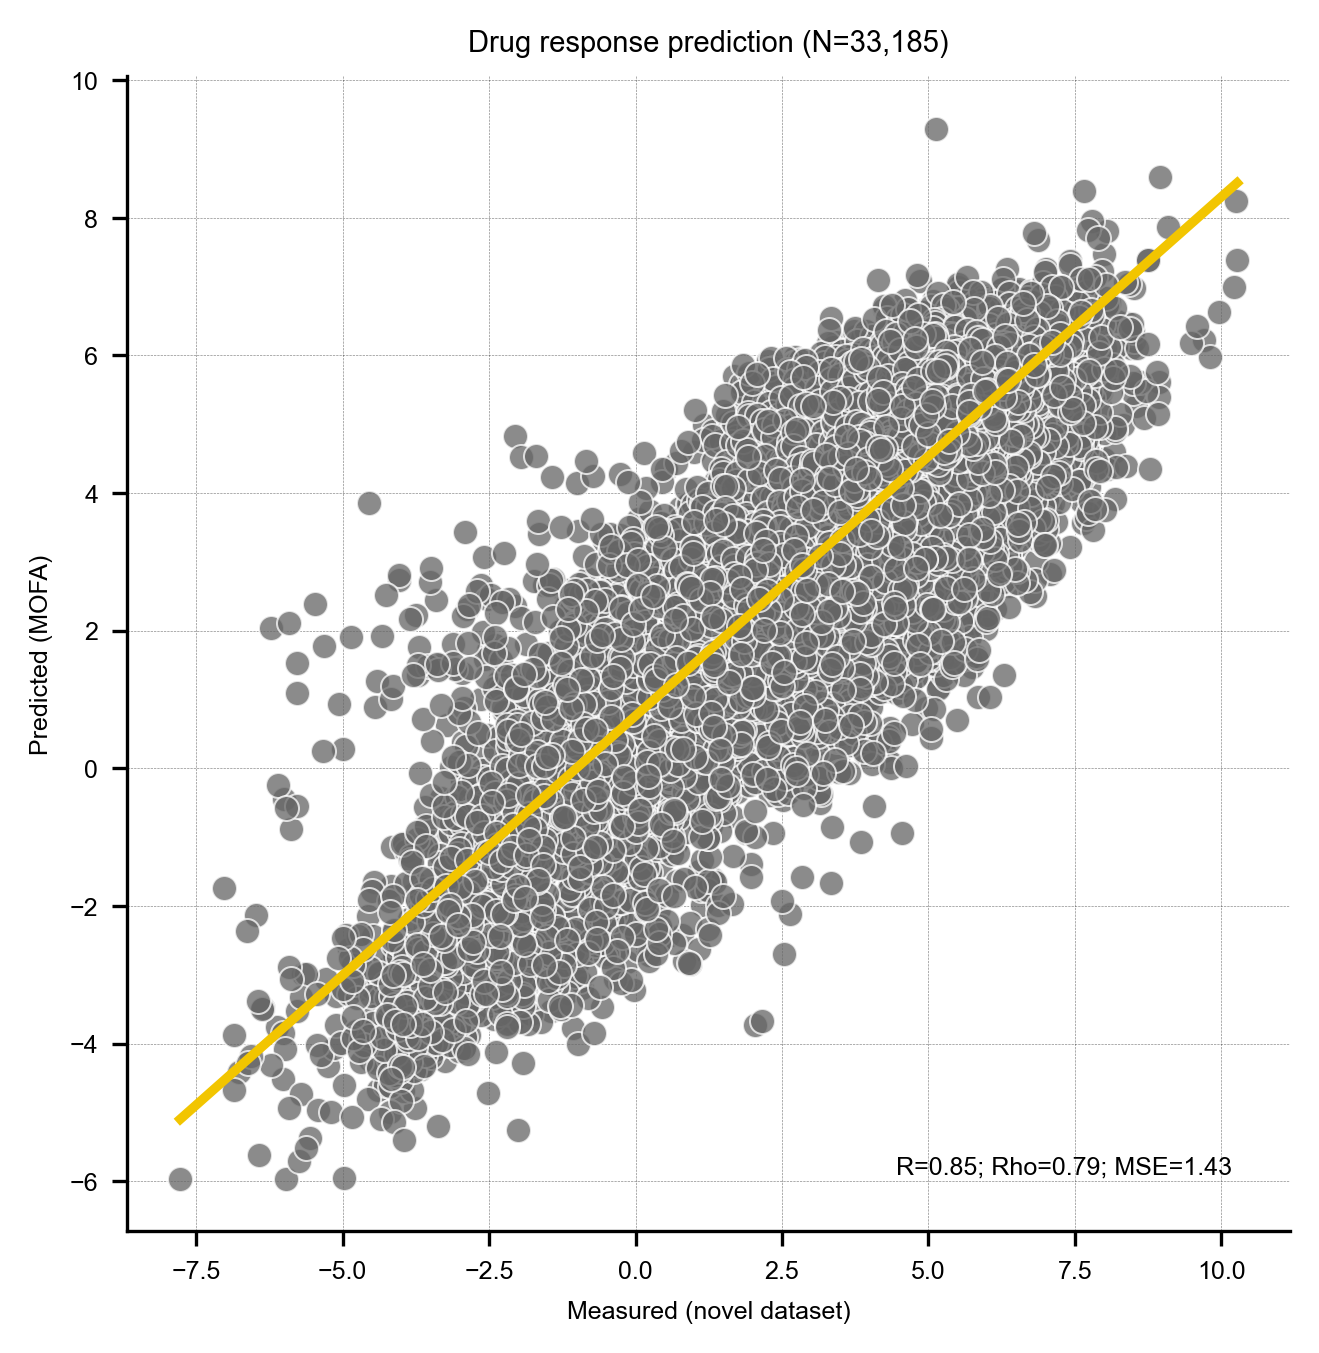 Drug response prediction (N=33,185)
10
8
6
4
2
0
−2
−4
−6
Predicted (MOFA)
R=0.85; Rho=0.79; MSE=1.43
−7.5 −5.0 −2.5 0.0 2.5 5.0 7.5 10.0
Measured (novel dataset)